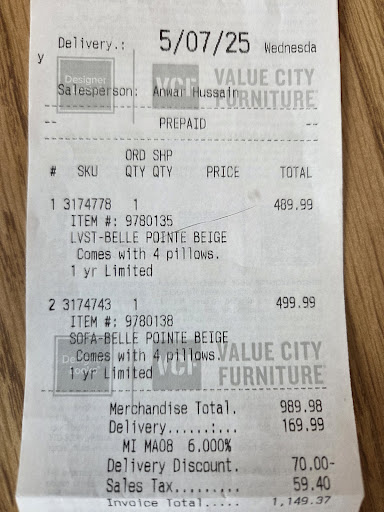 Delivery.: 5/07/25 Wednesda
y
Designer
VCF VALUE CITY
FURNITURE
Salesperson: Anwar Hussain
-- PREPAID --
ORD SHP
# SKU QTY QTY PRICE TOTAL
1 3174778 1 489.99
ITEM #: 9780135
LVST-BELLE POINTE BEIGE
Comes with 4 pillows.
1 yr Limited
2 3174743 1 499.99
ITEM #: 9780138
SOFA-BELLE POINTE BEIGE
Comes with 4 pillows.
1 yr Limited
VCF VALUE CITY
FURNITURE
Merchandise Total. 989.98
Delivery.....:... 169.99
MI MA08 6.000%
Delivery Discount. 70.00-
Sales Tax......... 59.40
Invoice Total.... 1,149.37